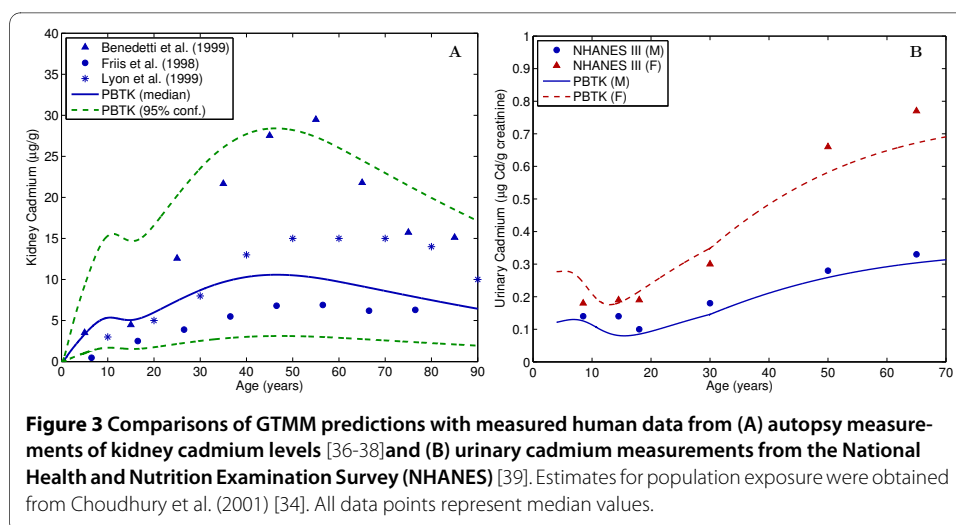 40
35
30
25
20
15
10
5
0
Kidney Cadmium (µg/g)
Benedetti et al. (1999)
Friis et al. (1998)
Lyon et al. (1999)
PBTK (median)
PBTK (95% conf.)
A
0 10 20 30 40 50 60 70 80 90
Age (years)
1
0.9
0.8
0.7
0.6
0.5
0.4
0.3
0.2
0.1
0
Urinary Cadmium (µg Cd/g creatinine)
B
NHANES III (M)
NHANES III (F)
PBTK (M)
PBTK (F)
0 10 20 30 40 50 60 70
Age (years)
Figure 3 Comparisons of GTMM predictions with measured human data from (A) autopsy measure-
ments of kidney cadmium levels [36-38]and (B) urinary cadmium measurements from the National
Health and Nutrition Examination Survey (NHANES) [39]. Estimates for population exposure were obtained
from Choudhury et al. (2001) [34]. All data points represent median values.